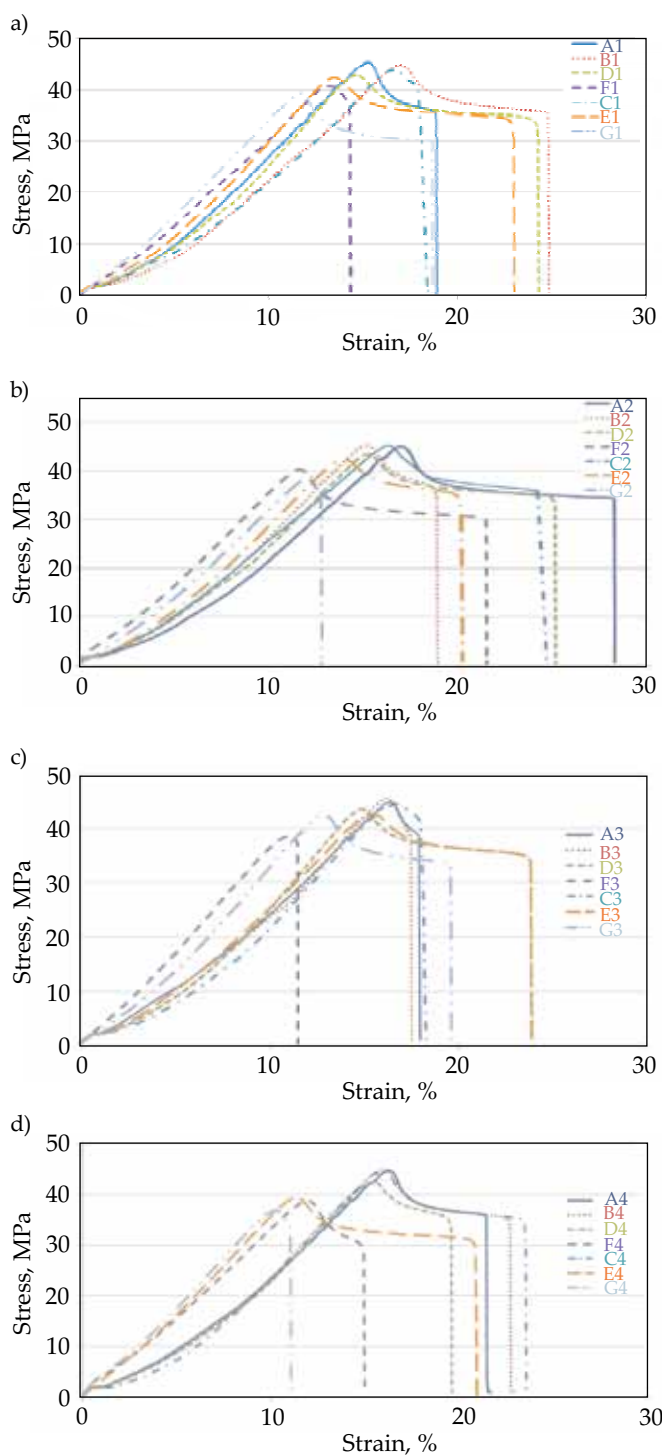 a)
50
40
30
20
10
0
Stress, MPa
A1
B1
D1
F1
C1
E1
G1
10
20
30
Strain, %
b)
50
40
30
20
10
0
Stress, MPa
A2
B2
D2
F2
C2
E2
G2
0
10
20
30
Strain, %
c)
50
40
30
20
10
0
Stress, MPa
A3
B3
D3
F3
C3
E3
G3
0
10
20
30
Strain, %
d)
50
40
30
20
10
0
Stress, MPa
A4
B4
D4
F4
C4
E4
G4
0
10
20
30
Strain, %